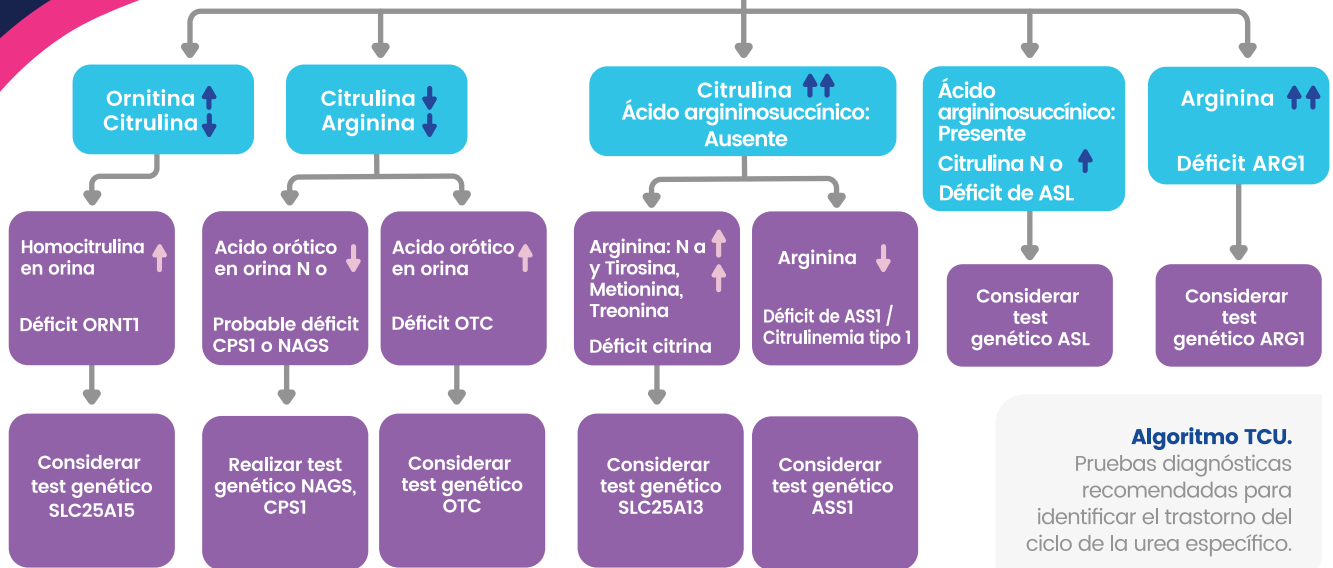 Ornitina
Citrulina
Citrulina
Arginina
Citrulina
Ácido argininosuccínico:
Ausente
Ácido
argininosuccínico:
Presente
Citrulina N o
Déficit de ASL
Arginina
Déficit ARG1
Homocitrulina
en orina
Déficit ORNT1
Acido orótico
en orina N o
Probable déficit
CPS1 o NAGS
Acido orótico
en orina
Déficit OTC
Arginina: N a
y Tirosina,
Metionina,
Treonina
Déficit citrina
Arginina
Déficit de ASS1 /
Citrulinemia tipo 1
Considerar
test
genético ASL
Considerar
test
genético ARG1
Considerar
test genético
SLC25A15
Realizar test
genético NAGS,
CPS1
Considerar
test genético
OTC
Considerar
test genético
SLC25A13
Considerar
test genético
ASS1
Algoritmo TCU.
Pruebas diagnósticas
recomendadas para
identificar el trastorno del
ciclo de la urea específico.